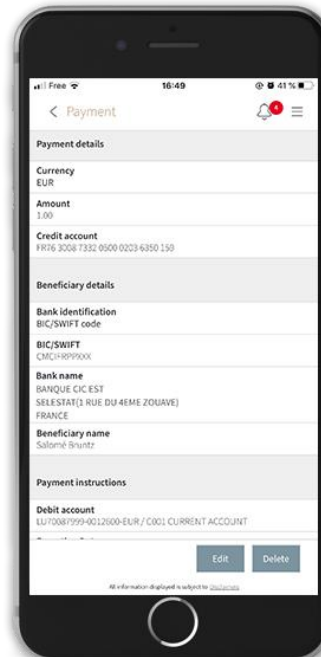 Free
16:49
41 %
Payment
4
Payment details
Currency
EUR
Amount
1.00
Credit account
FR76 3008 7332 0500 0203 6350 159
Beneficiary details
Bank identification
BIC/SWIFT code
BIC/SWIFT
CMCIFRPPXXX
Bank name
BANQUE CIC EST
SELESTAT(1 RUE DU 4EME ZOUAVE)
FRANCE
Beneficiary name
Salomé Bruntz
Payment instructions
Debit account
LU70087999-0012600-EUR / C001 CURRENT ACCOUNT
Edit
Delete
All information displayed is subject to Disclaimers